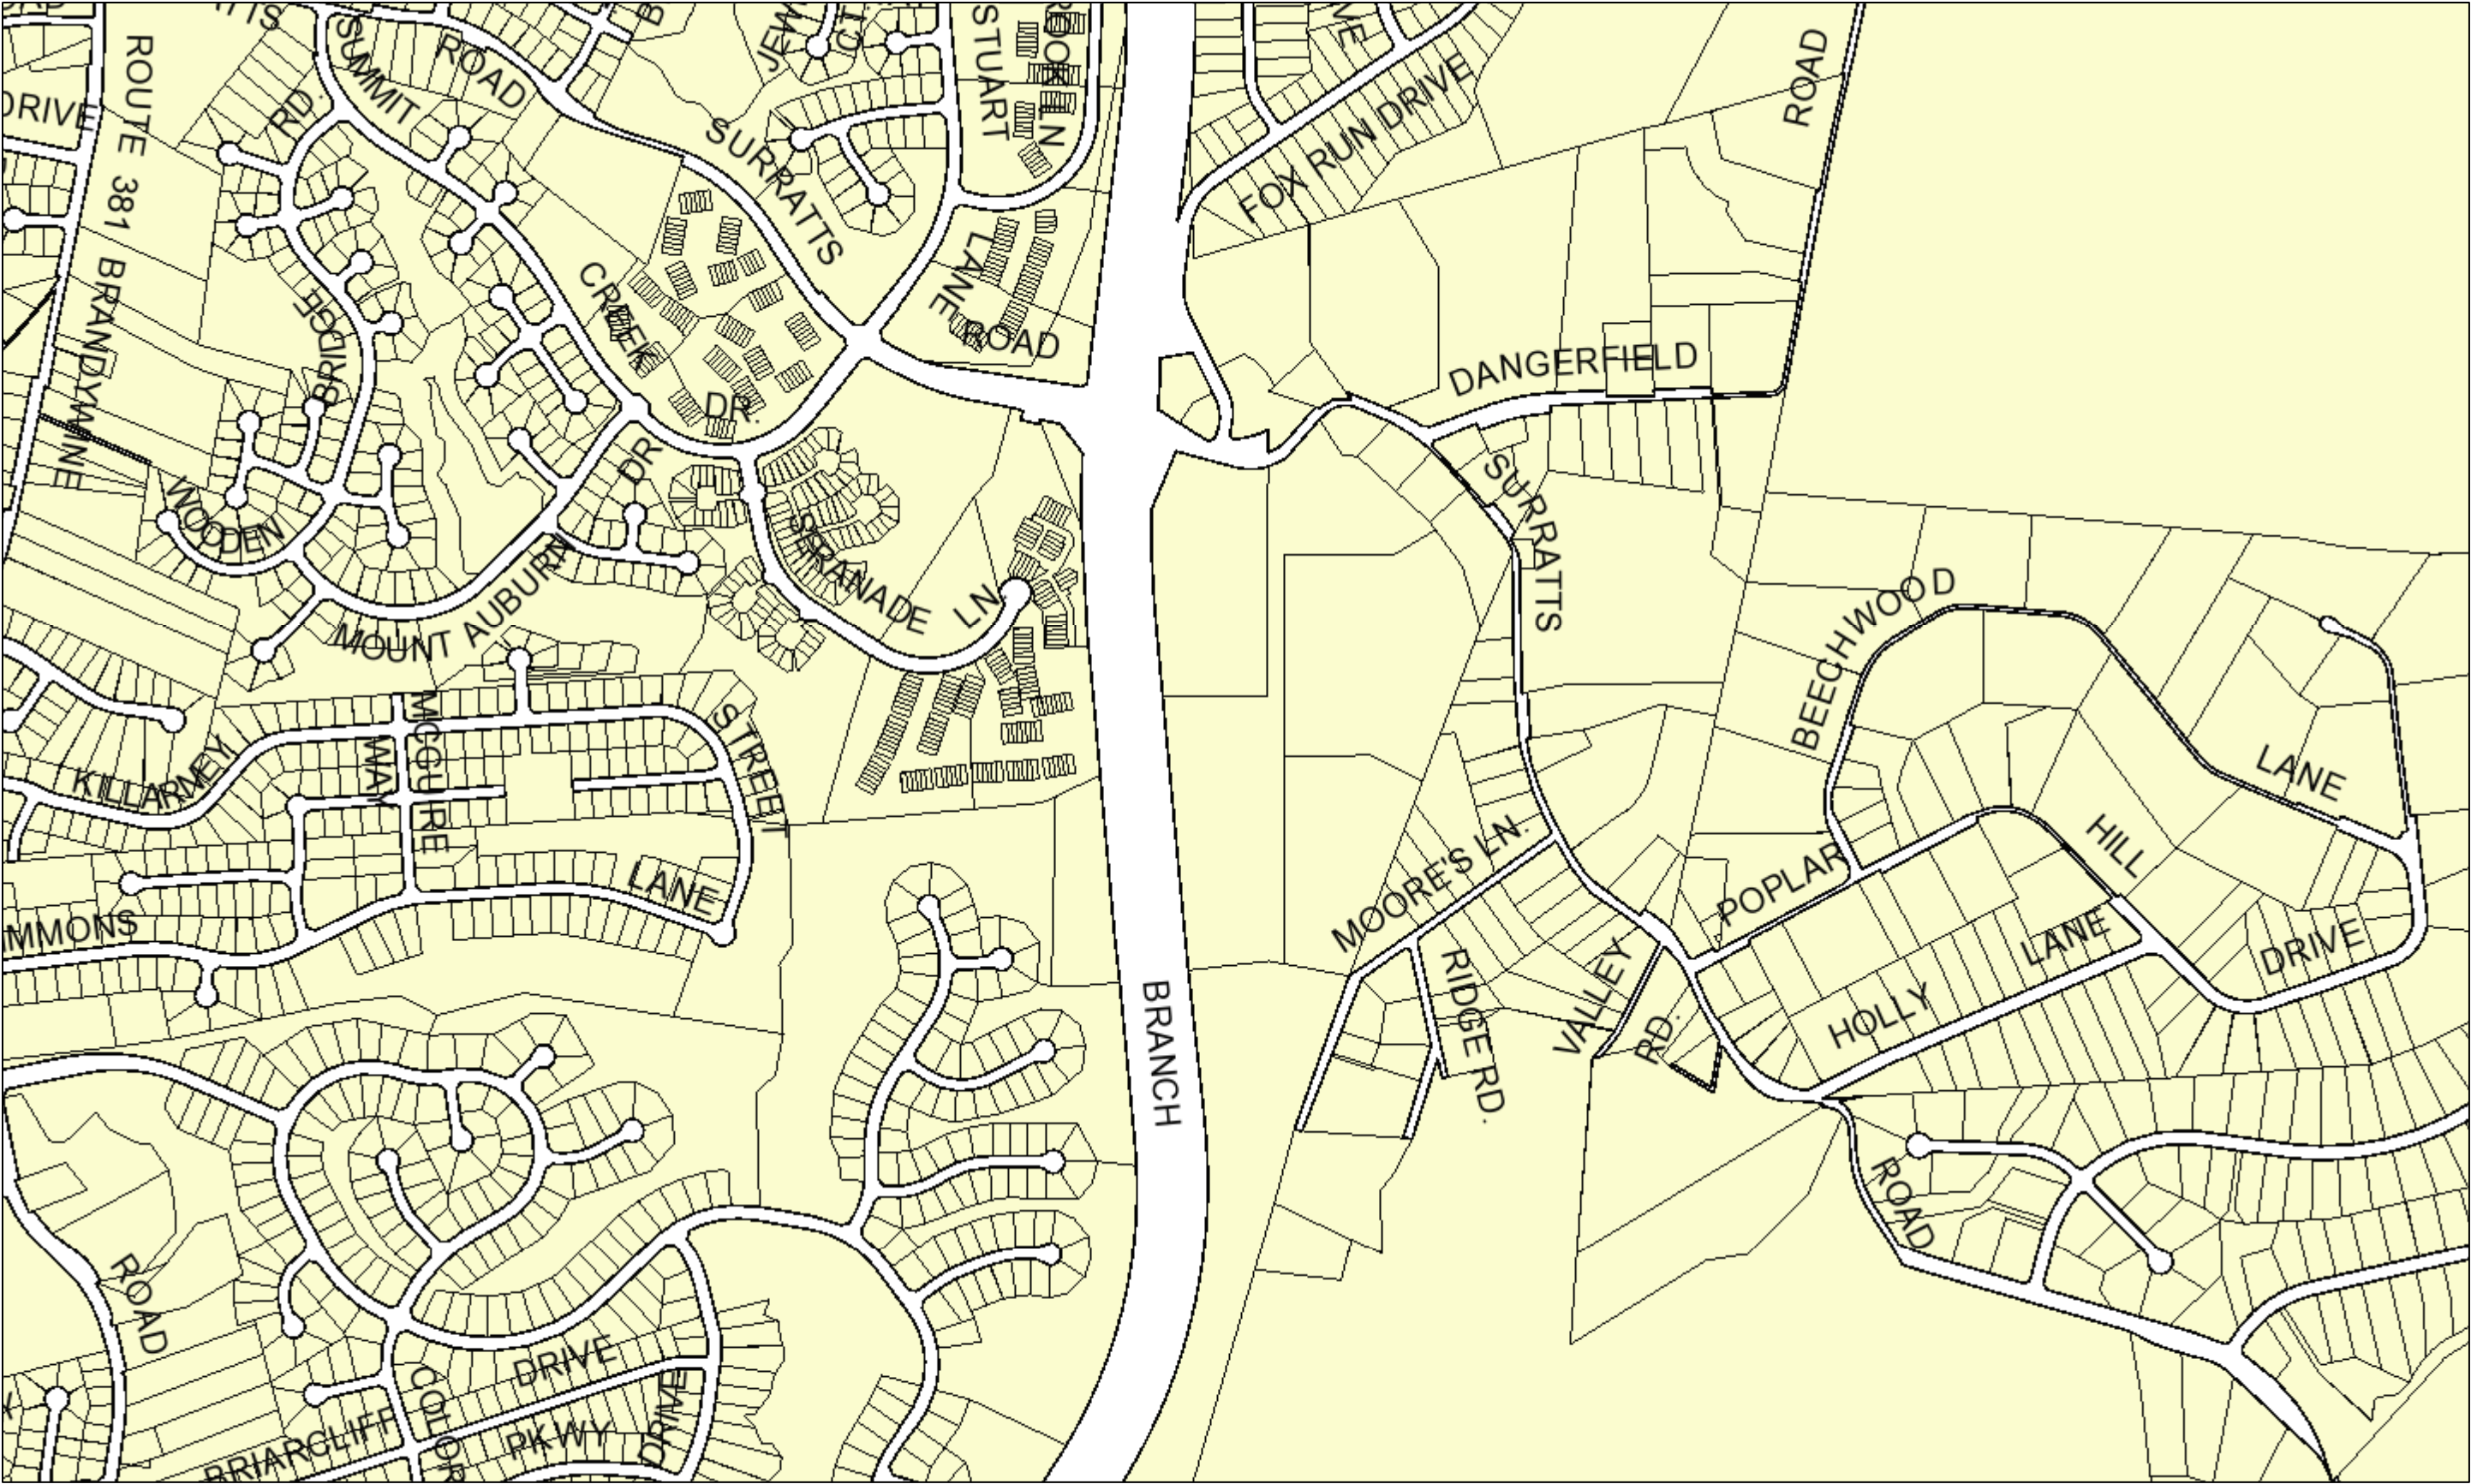 ROUTE 381 BRANDYWINE
DRIVE
SUMMIT
ROAD
RD.
CREEK
DR.
SURRATTS
ROAD
STUART
LANE
FOX RUN DRIVE
ROAD
DANGERFIELD
SURRATTS
BRIDGE
WOODEN
MOUNT AUBURN
DR
SERANADE
LN.
BEECHWOOD
LANE
KILLARNEY
STREET
MCGUIRE
WAY
LANE
MMONS
MOORE'S LN.
RIDGE RD.
VALLEY
RD.
POPLAR
HILL
DRIVE
HOLLY
LANE
ROAD
BRANCH
ROAD
DRIVE
BRIARCLIFF
PKWY
DRIVE